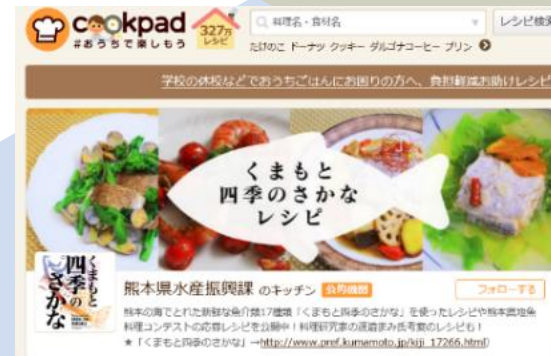 cookpad
#おうちで楽しもう
327万
レシピ
料理名・食材名
レシピ検索
たけのこ ドーナツ クッキー ダルゴナコーヒー プリン
学校の休校などでおうちごはんにお困りの方へ、負担軽減お助けレシピ
くまもと
四季のさかな
レシピ
くまもと
四季の
さかな
熊本県水産振興課 のキッチン 公的機関
フォローする
熊本の海でとれた新鮮な魚介類17種類「くまもと四季のさかな」を使ったレシピや熊本県地魚
料理コンテストの応募レシピを公開中！料理研究家の渡邉まみ氏考案のレシピも！
★「くまもと四季のさかな」→http://www.pref.kumamoto.jp/kiji_17266.html